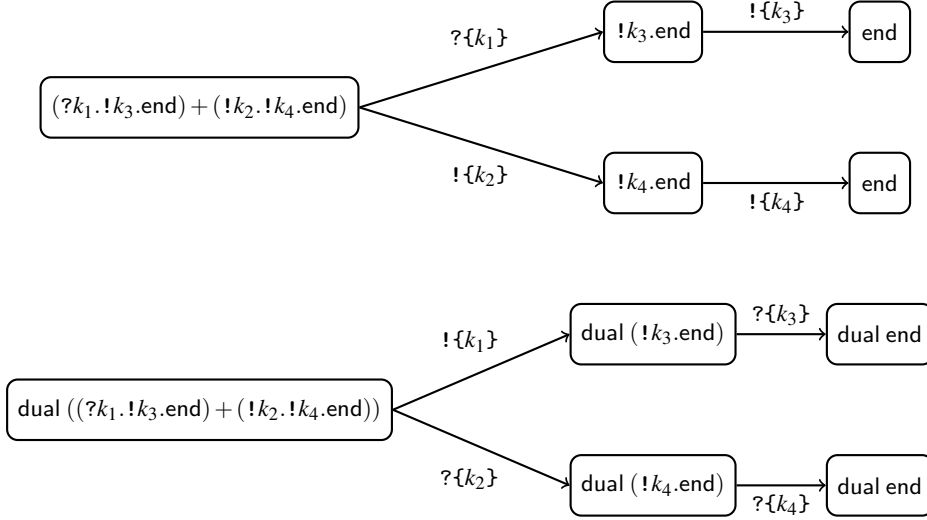 ?{k₁}
!k₃.end
!{k₃}
end
(?k₁.!k₃.end) + (!k₂.!k₄.end)
!{k₂}
!k₄.end
!{k₄}
end
!{k₁}
dual (!k₃.end)
?{k₃}
dual end
dual ((?k₁.!k₃.end) + (!k₂.!k₄.end))
?{k₂}
dual (!k₄.end)
?{k₄}
dual end